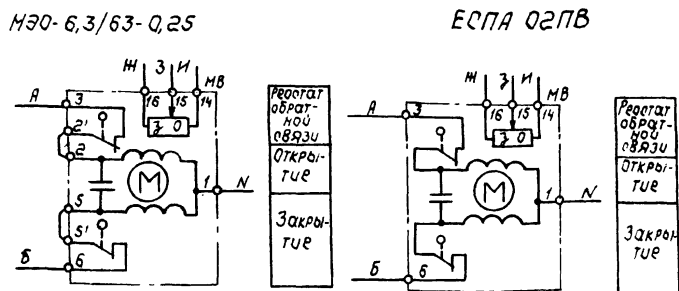 МЭО-6,3/63-0,25
Ж З И
МВ
16 15 14
З О
А
3
2'
2
М
1
N
5
5'
Б
6
Реостат
обрат-
ной
связи
Откры-
тие
Закры-
тие
ЕСПА 02ПВ
Ж З И
МВ
16 15 14
З О
А
3
М
1
N
Б
6
Реостат
обрат-
ной
связи
Откры-
тие
Закры-
тие